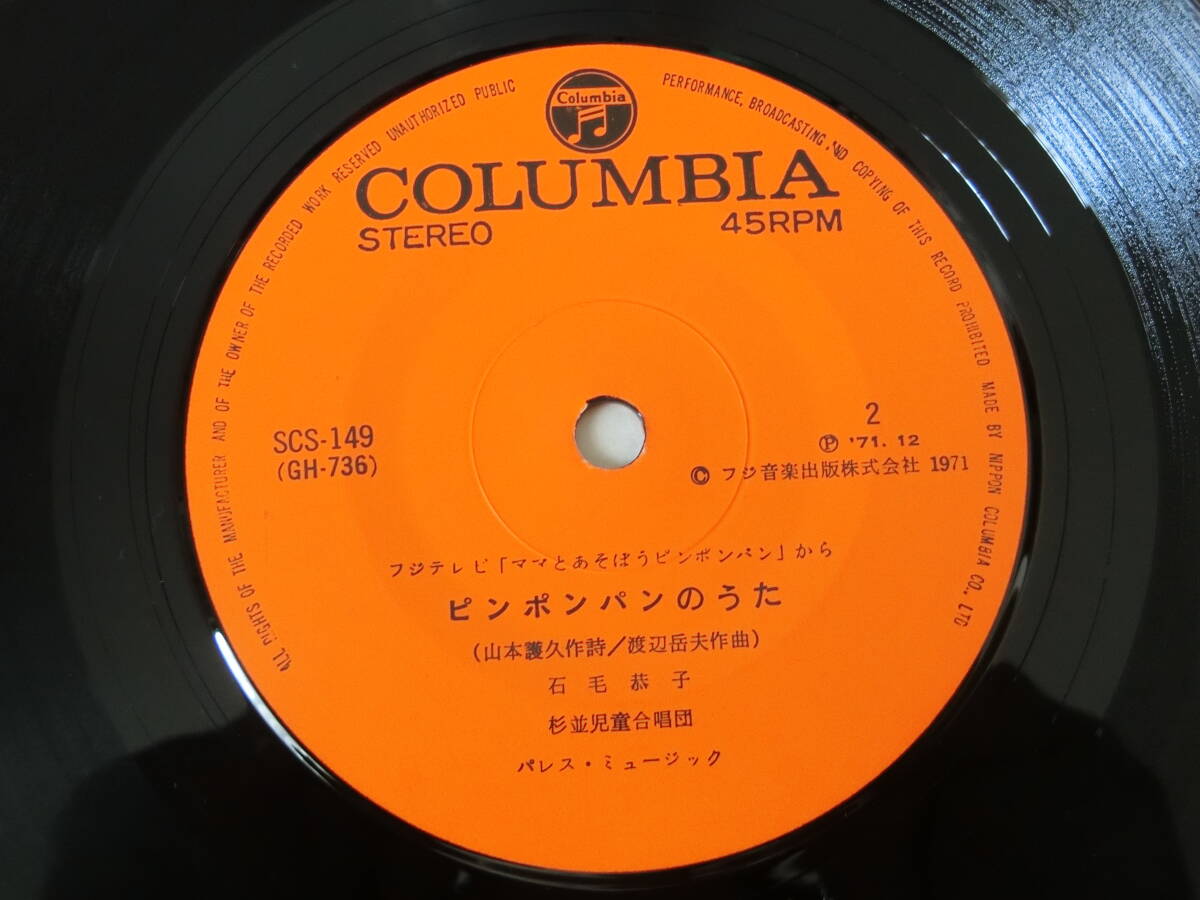 Columbia
COLUMBIA
STEREO
45RPM
ALL RIGHTS OF THE MANUFACTURER AND OF THE OWNER OF THE RECORDED WORK RESERVED UNAUTHORIZED PUBLIC PERFORMANCE, BROADCASTING AND COPYING OF THIS RECORD PROHIBITED MADE BY NIPPON COLUMBIA CO., LTD
SCS-149
(GH-736)
2
Ⓟ '71. 12
© フジ音楽出版株式会社 1971
フジテレビ「ママとあそぼうピンポンパン」から
ピンポンパンのうた
(山本護久作詩/渡辺岳夫作曲)
石毛恭子
杉並児童合唱団
パレス・ミュージック